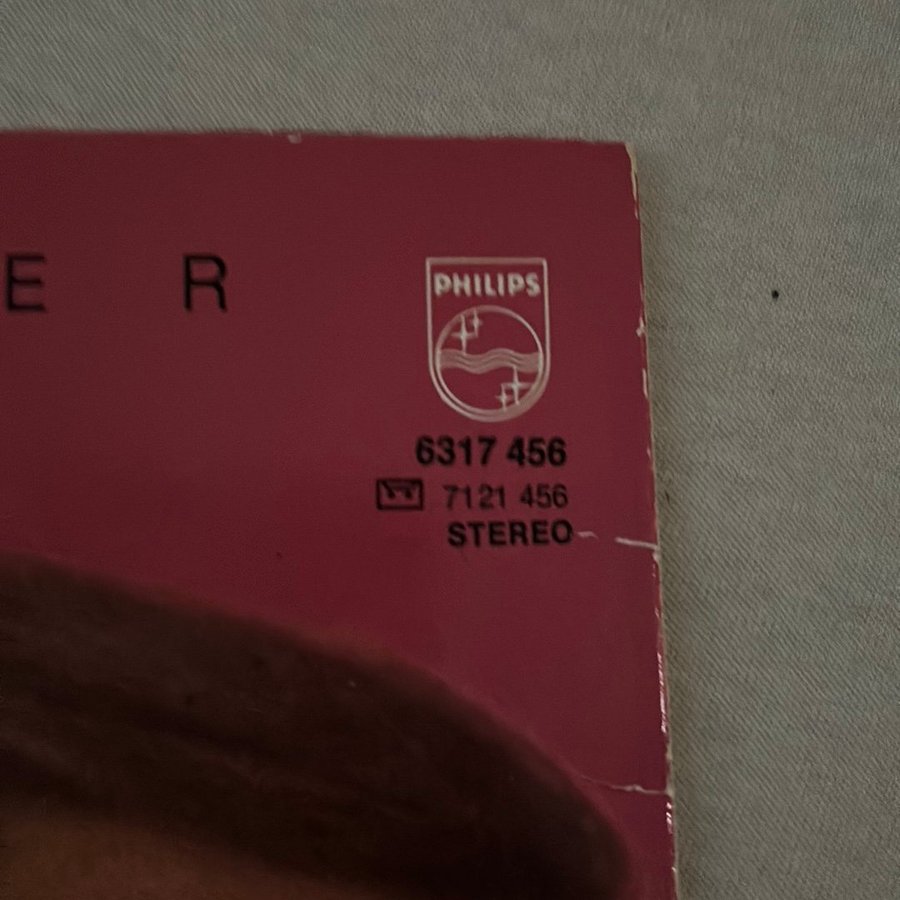 E R
PHILIPS
6317 456
7121 456
STEREO